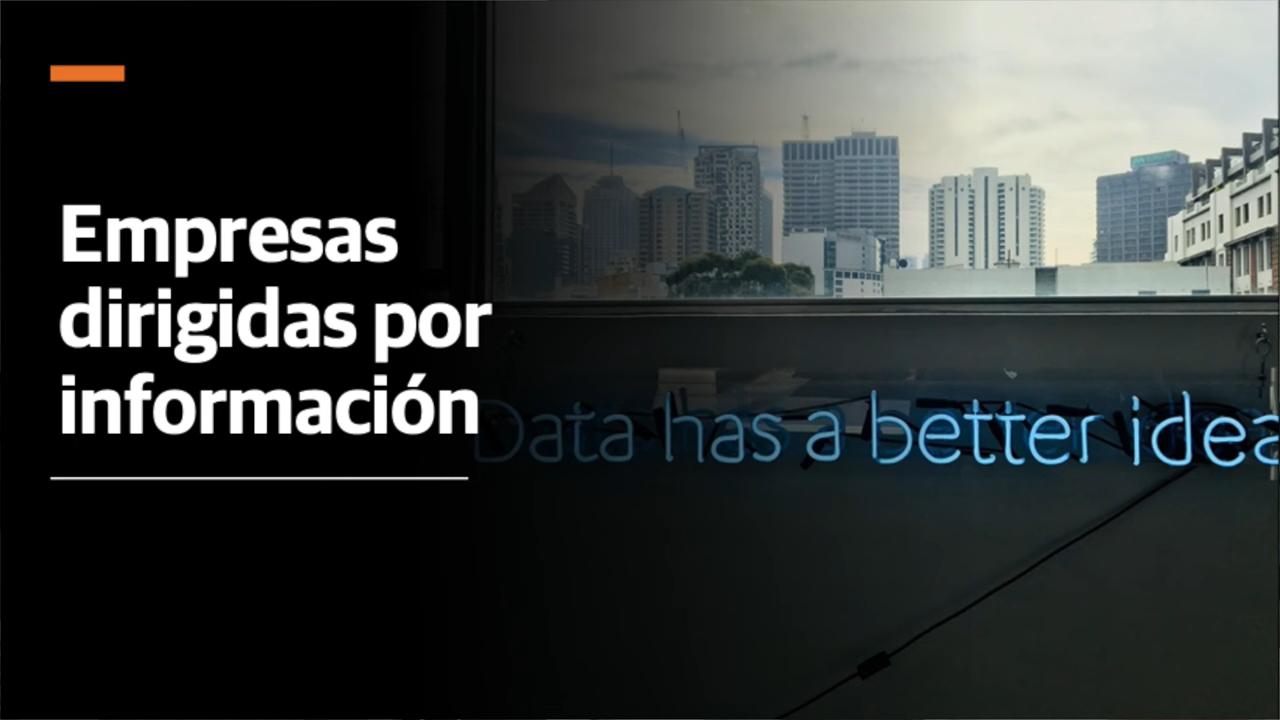 Empresas
dirigidas por
información
Data has a better idea